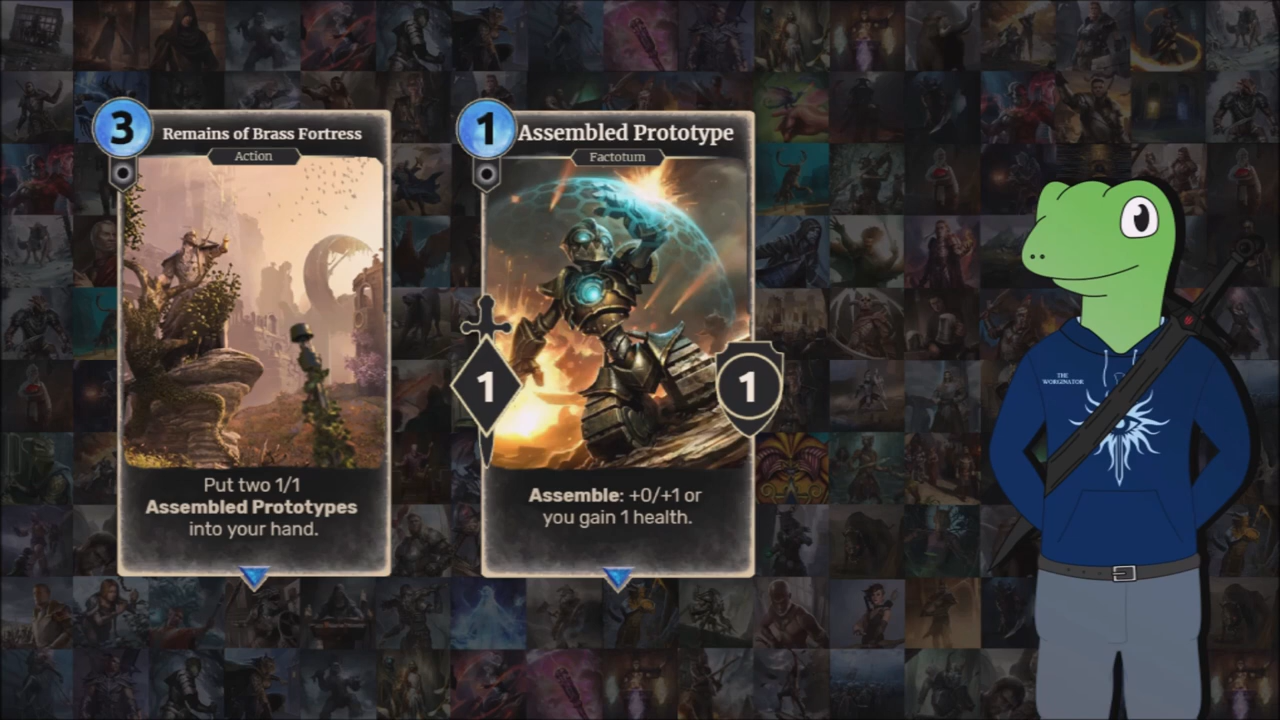 3
Remains of Brass Fortress
Action
Put two 1/1
Assembled Prototypes
into your hand.
1
Assembled Prototype
Factotum
1
1
Assemble: +0/+1 or
you gain 1 health.
THE
WORGINATOR